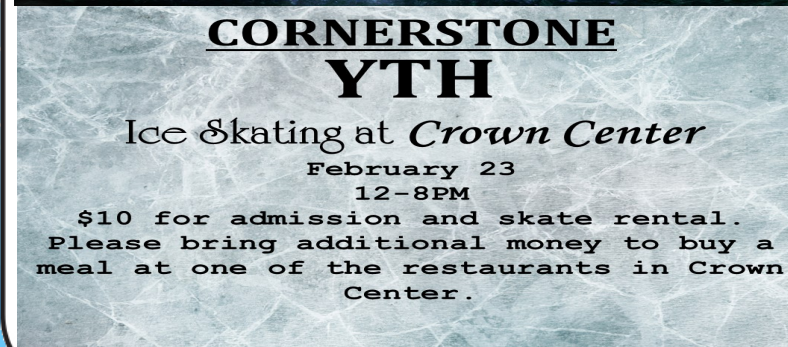 CORNERSTONE
YTH
Ice Skating at Crown Center
February 23
12-8PM
$10 for admission and skate rental.
Please bring additional money to buy a
meal at one of the restaurants in Crown
Center.